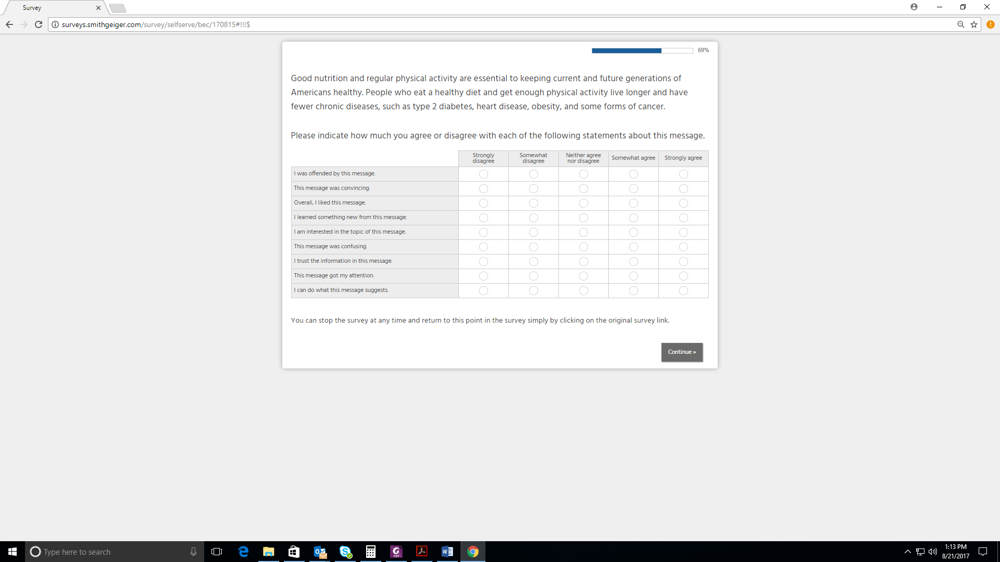 Survey
surveys.smithgeiger.com/survey/selfserve/bec/170815#!!!$
69%
Good nutrition and regular physical activity are essential to keeping current and future generations of
Americans healthy. People who eat a healthy diet and get enough physical activity live longer and have
fewer chronic diseases, such as type 2 diabetes, heart disease, obesity, and some forms of cancer.
Please indicate how much you agree or disagree with each of the following statements about this message.
Strongly disagree
Somewhat disagree
Neither agree nor disagree
Somewhat agree
Strongly agree
I was offended by this message.
This message was convincing.
Overall, I liked this message.
I learned something new from this message.
I am interested in the topic of this message.
This message was confusing.
I trust the information in this message.
This message got my attention.
I can do what this message suggests.
You can stop the survey at any time and return to this point in the survey simply by clicking on the original survey link.
Continue »
Type here to search
1:13 PM
8/21/2017